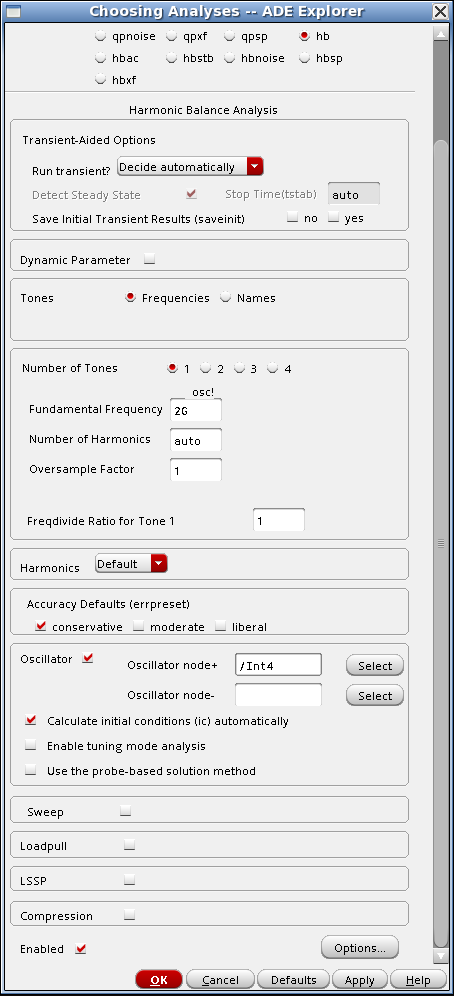 Choosing Analyses -- ADE Explorer
qpnoise qpxf qpsp hb
hbac hbstb hbnoise hbsp
hbxf
Harmonic Balance Analysis
Transient-Aided Options
Run transient? Decide automatically
Detect Steady State Stop Time(tstab) auto
Save Initial Transient Results (saveinit) no yes
Dynamic Parameter
Tones Frequencies Names
Number of Tones 1 2 3 4
osc!
Fundamental Frequency 2G
Number of Harmonics auto
Oversample Factor 1
Freqdivide Ratio for Tone 1 1
Harmonics Default
Accuracy Defaults (errpreset)
conservative moderate liberal
Oscillator Oscillator node+ /Int4 Select
Oscillator node- Select
Calculate initial conditions (ic) automatically
Enable tuning mode analysis
Use the probe-based solution method
Sweep
Loadpull
LSSP
Compression
Enabled Options...
OK Cancel Defaults Apply Help